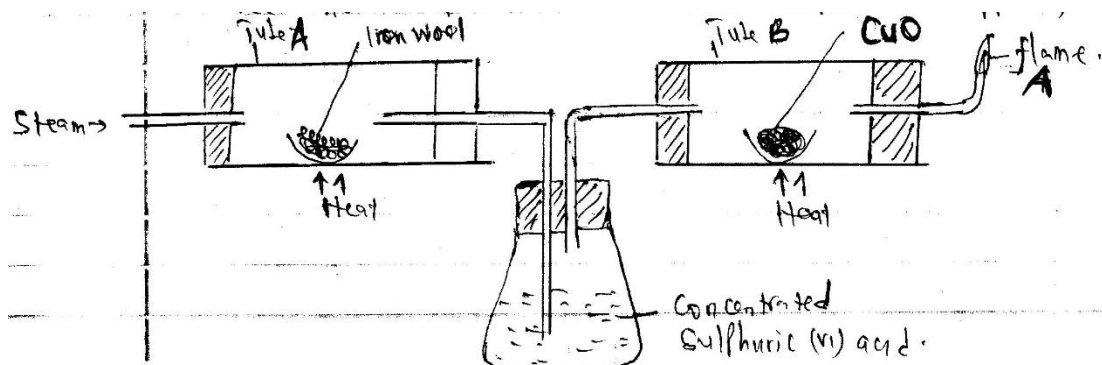 Tube A
Iron wool
Tube B
CuO
flame
A
Steam→
Heat
Heat
Concentrated
Sulphuric (VI) acid.